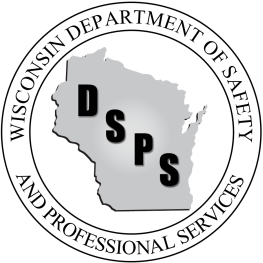 WISCONSIN DEPARTMENT OF SAFETY
AND PROFESSIONAL SERVICES
DSPS